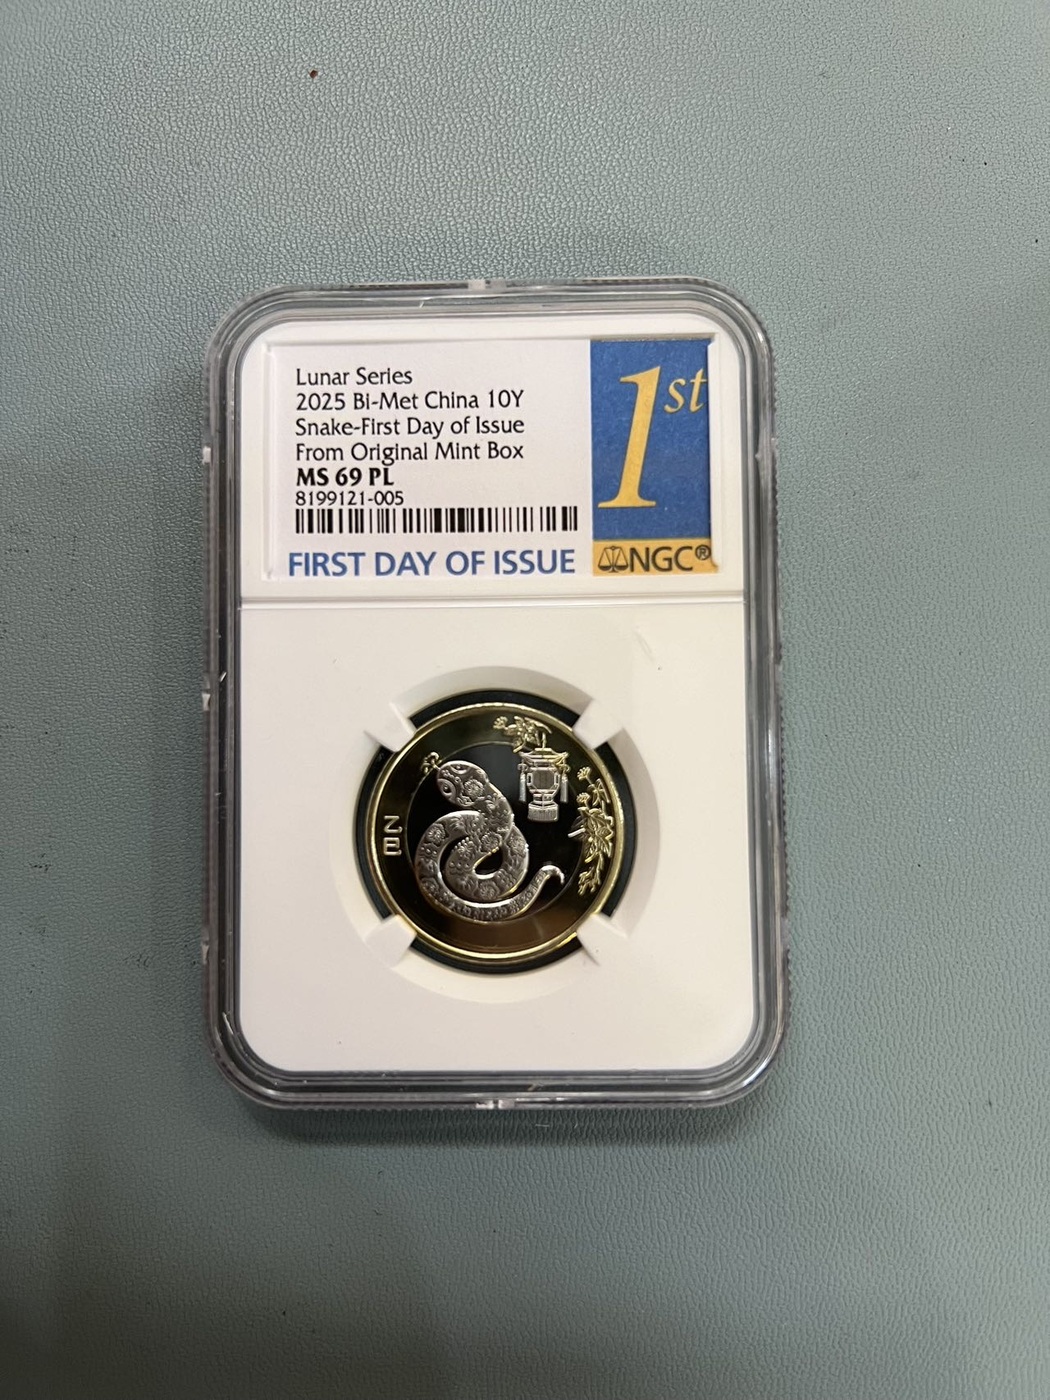 Lunar Series
2025 Bi-Met China 10Y
Snake-First Day of Issue
From Original Mint Box
MS 69 PL
8199121-005
FIRST DAY OF ISSUE
1st
NGC®
乙巳